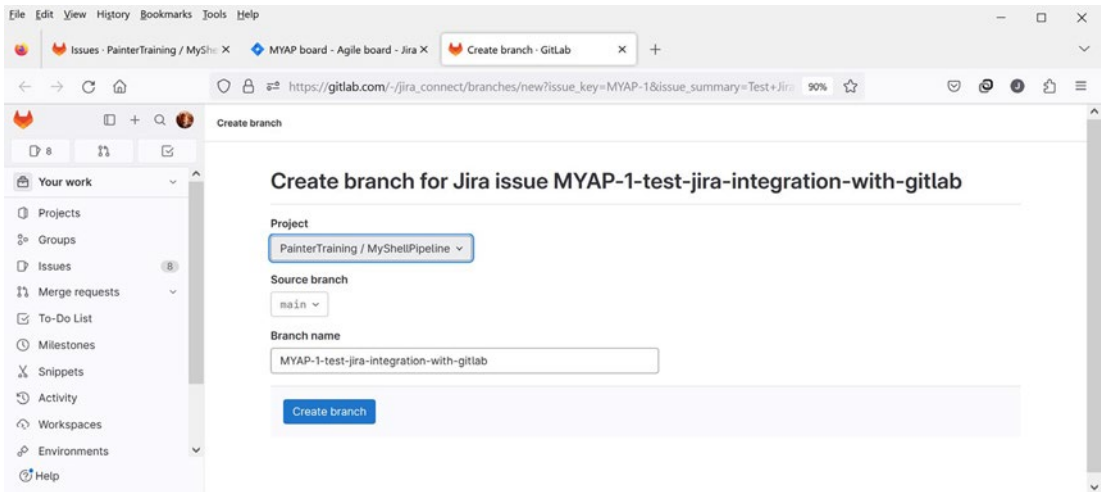 File Edit View History Bookmarks Tools Help
Issues · PainterTraining / MyShe
MYAP board - Agile board - Jira
Create branch · GitLab
https://gitlab.com/-/jira_connect/branches/new?issue_key=MYAP-1&issue_summary=Test+Jira
90%
Create branch
8
Your work
Projects
Groups
Issues 8
Merge requests
To-Do List
Milestones
Snippets
Activity
Workspaces
Environments
Help
Create branch for Jira issue MYAP-1-test-jira-integration-with-gitlab
Project
PainterTraining / MyShellPipeline
Source branch
main
Branch name
MYAP-1-test-jira-integration-with-gitlab
Create branch